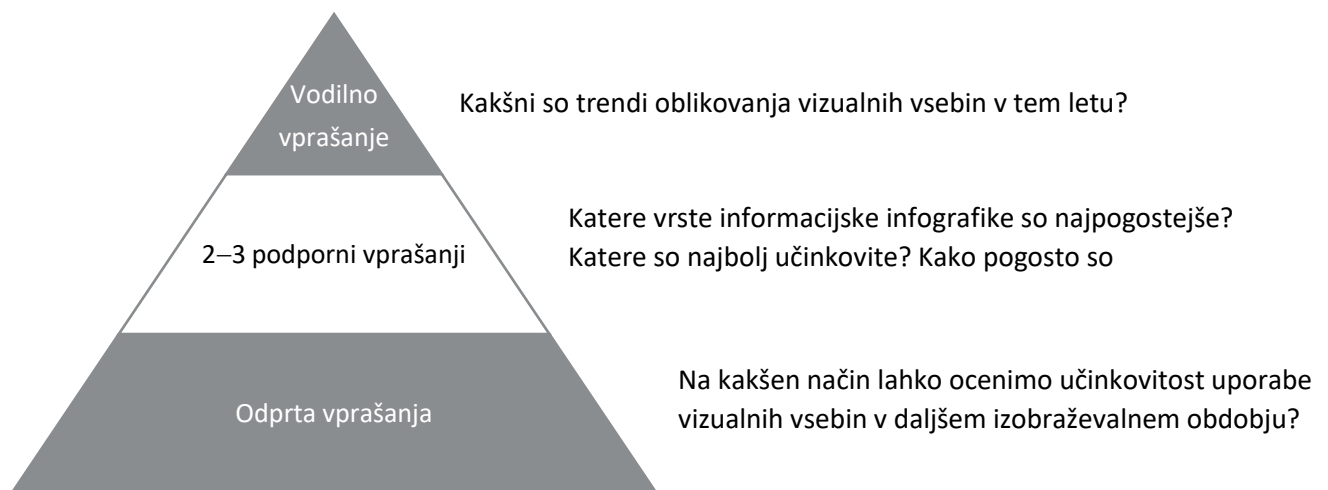 Vodilno
vprašanje
Kakšni so trendi oblikovanja vizualnih vsebin v tem letu?
2–3 podporni vprašanji
Katere vrste informacijske infografike so najpogostejše?
Katere so najbolj učinkovite? Kako pogosto so
Odprta vprašanja
Na kakšen način lahko ocenimo učinkovitost uporabe
vizualnih vsebin v daljšem izobraževalnem obdobju?